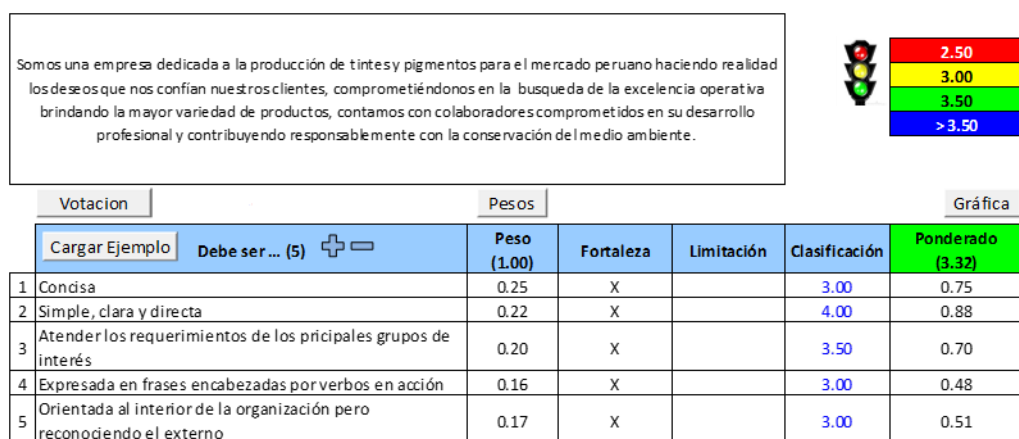 Somos una empresa dedicada a la producción de tintes y pigmentos para el mercado peruano haciendo realidad
los deseos que nos confían nuestros clientes, comprometiéndonos en la busqueda de la excelencia operativa
brindando la mayor variedad de productos, contamos con colaboradores comprometidos en su desarrollo
profesional y contribuyendo responsablemente con la conservación del medio ambiente.
2.50
3.00
3.50
> 3.50
Votacion Pesos Gráfica
Cargar Ejemplo Debe ser ... (5) Peso (1.00) Fortaleza Limitación Clasificación Ponderado (3.32)
1 Concisa 0.25 X 3.00 0.75
2 Simple, clara y directa 0.22 X 4.00 0.88
3 Atender los requerimientos de los pricipales grupos de
interés 0.20 X 3.50 0.70
4 Expresada en frases encabezadas por verbos en acción 0.16 X 3.00 0.48
5 Orientada al interior de la organización pero
reconociendo el externo 0.17 X 3.00 0.51